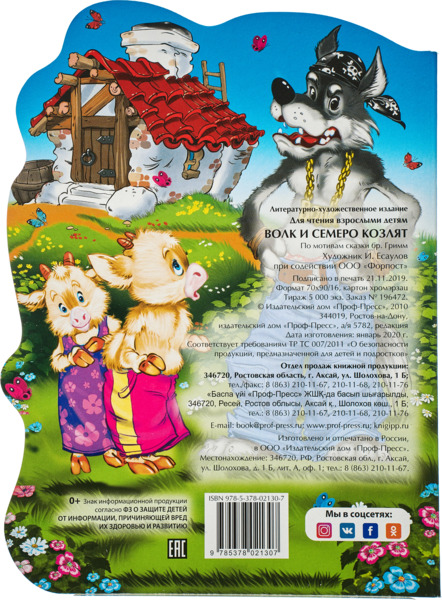 Литературно-художественное издание
Для чтения взрослыми детям
ВОЛК И СЕМЕРО КОЗЛЯТ
По мотивам сказки бр. Гримм
Художник И. Есаулов
при содействий ООО "Форпост"
Подписано в печать 21.11.2019.
Формат 70х90/16, картон хромэрзац
Тираж 5 000 экз. Заказ № 196472.
© Издательский дом «Проф-Пресс», 2010
344019, Ростов-на-Дону,
издательский дом «Проф-Пресс», а/я 5782, редакция
Дата изготовления: январь 2020 г.
Соответствует требованиям ТР ТС 007/2011 «О безопасности
продукции, предназначенной для детей и подростков»
Отдел продаж книжной продукции:
346720, Ростовская область, г. Аксай, ул. Шолохова, 1 Б;
тел./факс: 8 (863) 210-11-67, 210-11-68, 210-11-76
«Баспа үйі «Проф-Пресс» ЖШҚ-да басып шығарылды,
346720, Ресей, Ростов облысы, Аксай қ., Шолохов көш., 1 Б;
тел./факс: 8 (863) 210-11-67, 210-11-68, 210-11-76»
E-mail: book@prof-press.ru; www.prof-press.ru; knigipp.ru
Изготовлено и отпечатано в России,
в ООО «Издательский дом «Проф-Пресс».
Местонахождение: 346720, РФ, Ростовская обл., г. Аксай,
ул. Шолохова, д. 1 Б, лит. А, оф. 1; тел.: 8 (863) 210-11-67.
0+ Знак информационной продукции
согласно ФЗ О ЗАЩИТЕ ДЕТЕЙ
ОТ ИНФОРМАЦИИ, ПРИЧИНЯЮЩЕЙ ВРЕД
ИХ ЗДОРОВЬЮ И РАЗВИТИЮ.
EAC
ISBN 978-5-378-02130-7
9 785378 021307
Мы в соцсетях: